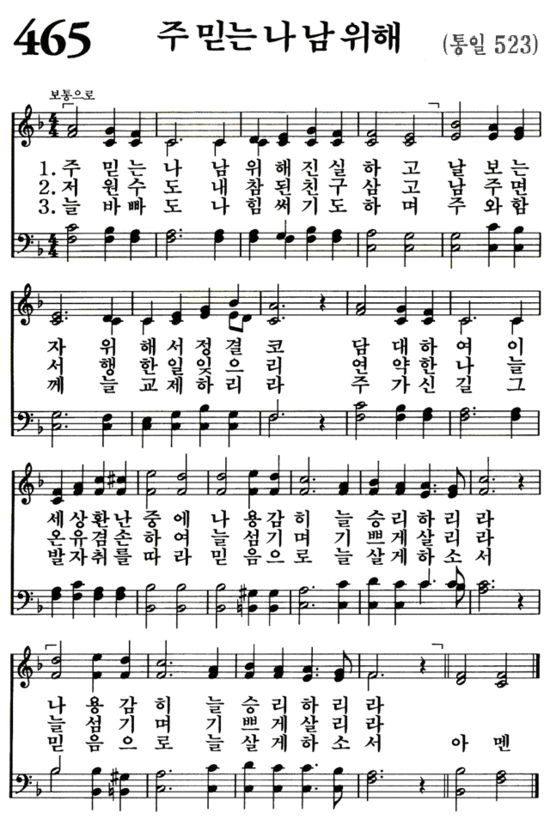 465 주 믿는 나 남 위해 (통일 523)
보통으로
1. 주 믿 는 나 남 위 해 진 실 하 고 날 보 는
2. 저 원 수 도 내 참 된 친 구 삼 고 남 주 면
3. 늘 바 빠 도 나 힘 써 기 도 하 며 주 와 함
자 위 해 서 정 결 코 담 대 하 여 이
서 행 한 일 잊 으 리 연 약 한 나 늘
께 늘 교 제 하 리 라 주 가 신 길 그
세 상 환 난 중 에 나 용 감 히 늘 승 리 하 리 라
온 유 겸 손 하 여 늘 섬 기 며 기 쁘 게 살 리 라
발 자 취 를 따 라 믿 음 으 로 늘 살 게 하 소 서
나 용 감 히 늘 승 리 하 리 라
늘 섬 기 며 기 쁘 게 살 리 라
믿 음 으 로 늘 살 게 하 소 서 아 멘